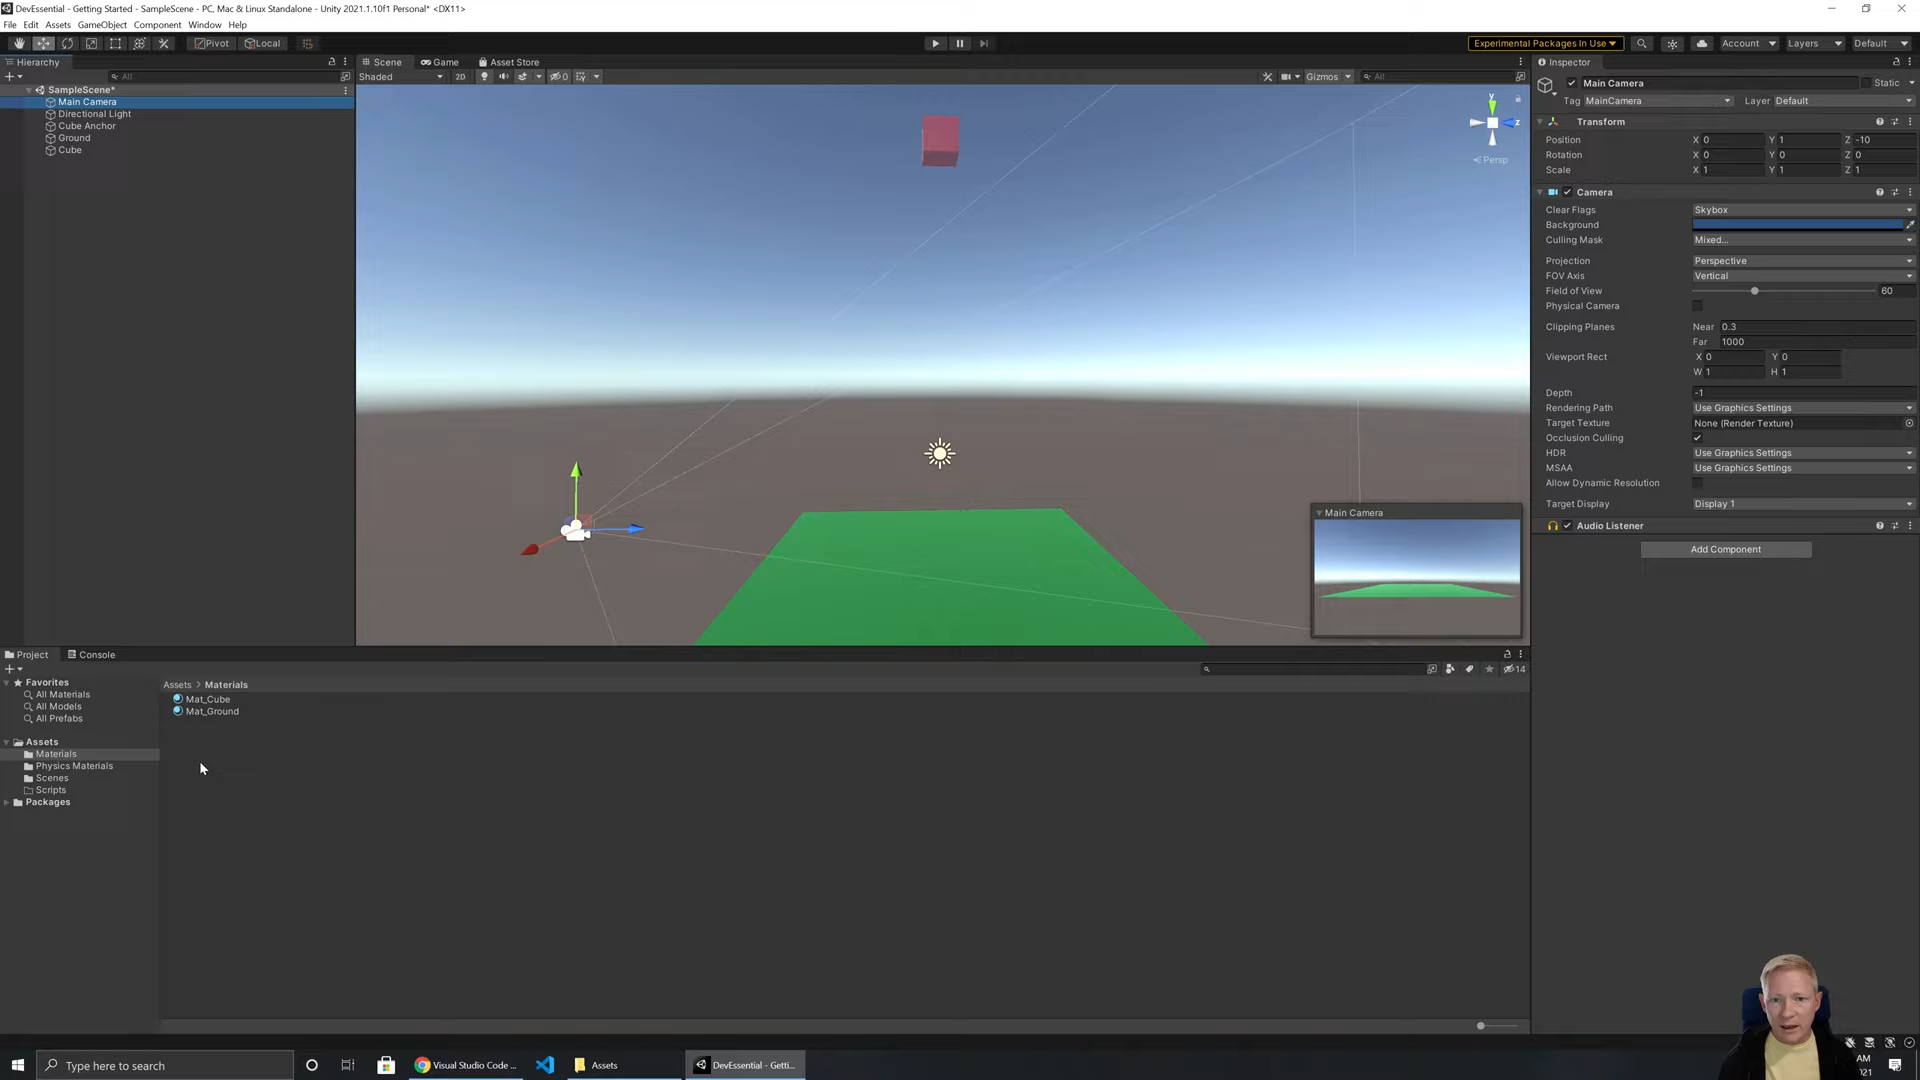 DevEssential - Getting Started - SampleScene - PC, Mac & Linux Standalone - Unity 2021.1.10f1 Personal* <DX11>
File Edit Assets GameObject Component Window Help
Pivot Local Experimental Packages In Use Account Layers Default
Hierarchy
All
SampleScene*
Main Camera
Directional Light
Cube Anchor
Ground
Cube
Scene Game Asset Store
Shaded 2D 0 Gizmos All
y
z
Persp
Main Camera
Inspector
Main Camera Static
Tag MainCamera Layer Default
Transform
Position X 0 Y 1 Z -10
Rotation X 0 Y 0 Z 0
Scale X 1 Y 1 Z 1
Camera
Clear Flags Skybox
Background
Culling Mask Mixed...
Projection Perspective
FOV Axis Vertical
Field of View 60
Physical Camera
Clipping Planes Near 0.3
Far 1000
Viewport Rect X 0 Y 0
W 1 H 1
Depth -1
Rendering Path Use Graphics Settings
Target Texture None (Render Texture)
Occlusion Culling
HDR Use Graphics Settings
MSAA Use Graphics Settings
Allow Dynamic Resolution
Target Display Display 1
Audio Listener
Add Component
Project Console
14
Favorites
All Materials
All Models
All Prefabs
Assets
Materials
Physics Materials
Scenes
Scripts
Packages
Assets > Materials
Mat_Cube
Mat_Ground
Type here to search
Visual Studio Code ...
Assets
DevEssential - Getti...
AM
021